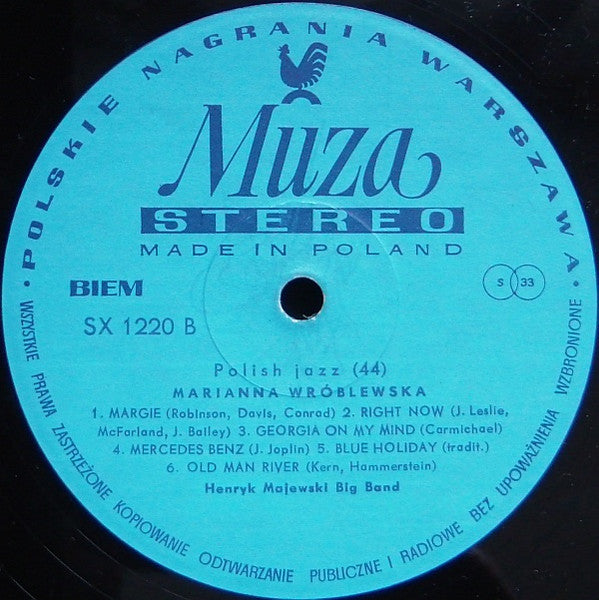 • POLSKIE NAGRANIA WARSZAWA •
Muza
STEREO
MADE IN POLAND
BIEM
S 33
SX 1220 B
Polish jazz (44)
MARIANNA WRÓBLEWSKA
1. MARGIE (Robinson, Davis, Conrad) 2. RIGHT NOW (J. Leslie,
McFarland, J. Bailey) 3. GEORGIA ON MY MIND (Carmichael)
4. MERCEDES BENZ (J. Joplin) 5. BLUE HOLIDAY (tradit.)
6. OLD MAN RIVER (Kern, Hammerstein)
Henryk Majewski Big Band
WSZYSTKIE PRAWA ZASTRZEŻONE KOPIOWANIE ODTWARZANIE PUBLICZNE I RADIOWE BEZ UPOWAŻNIENIA WZBRONIONE